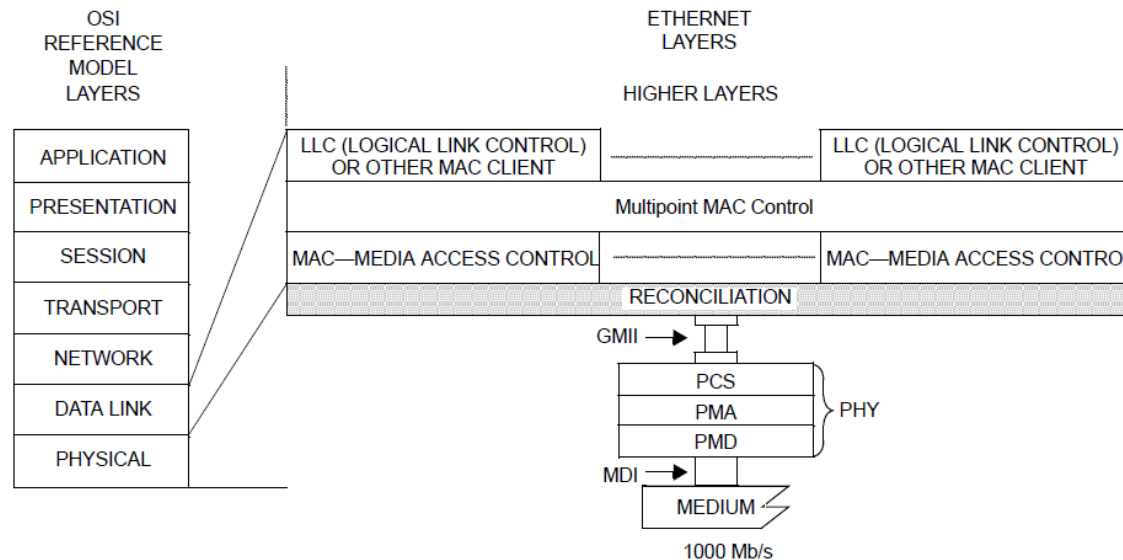 OSI
REFERENCE
MODEL
LAYERS
ETHERNET
LAYERS
HIGHER LAYERS
APPLICATION
PRESENTATION
SESSION
TRANSPORT
NETWORK
DATA LINK
PHYSICAL
LLC (LOGICAL LINK CONTROL)
OR OTHER MAC CLIENT
LLC (LOGICAL LINK CONTROL)
OR OTHER MAC CLIENT
Multipoint MAC Control
MAC—MEDIA ACCESS CONTROL
MAC—MEDIA ACCESS CONTRO
RECONCILIATION
GMII
PCS
PMA
PMD
PHY
MDI
MEDIUM
1000 Mb/s